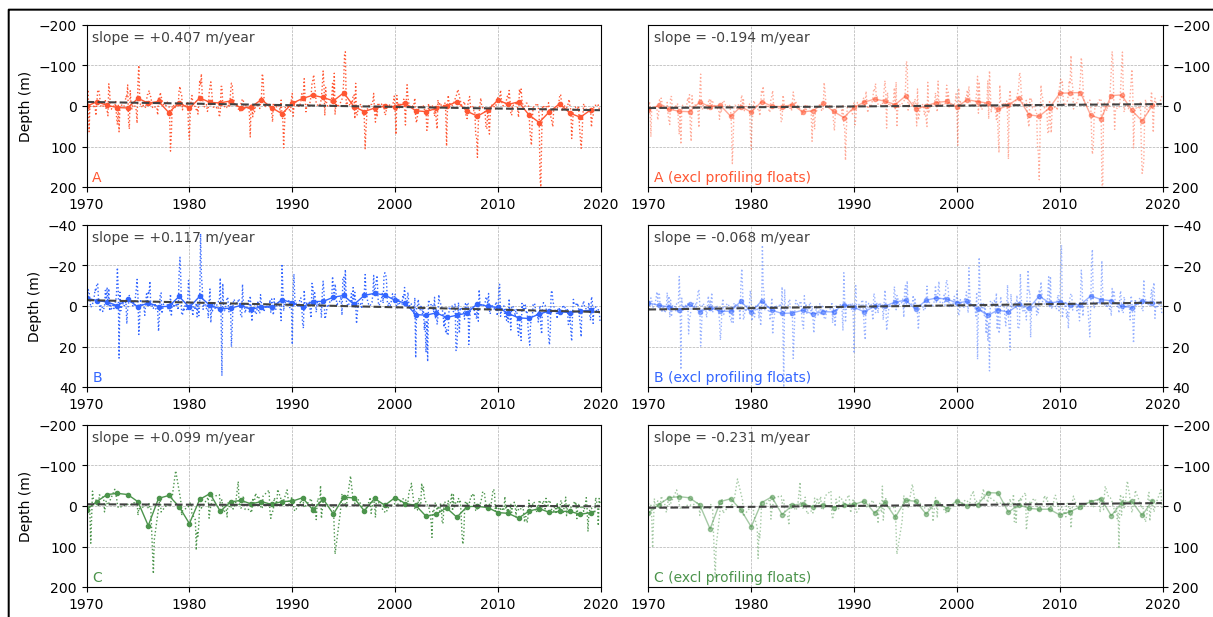 slope = +0.407 m/year
Depth (m)
−200
−100
0
100
200
A
1970 1980 1990 2000 2010 2020
slope = -0.194 m/year
−200
−100
0
100
200
A (excl profiling floats)
1970 1980 1990 2000 2010 2020
slope = +0.117 m/year
Depth (m)
−40
−20
0
20
40
B
1970 1980 1990 2000 2010 2020
slope = -0.068 m/year
−40
−20
0
20
40
B (excl profiling floats)
1970 1980 1990 2000 2010 2020
slope = +0.099 m/year
Depth (m)
−200
−100
0
100
200
C
1970 1980 1990 2000 2010 2020
slope = -0.231 m/year
−200
−100
0
100
200
C (excl profiling floats)
1970 1980 1990 2000 2010 2020